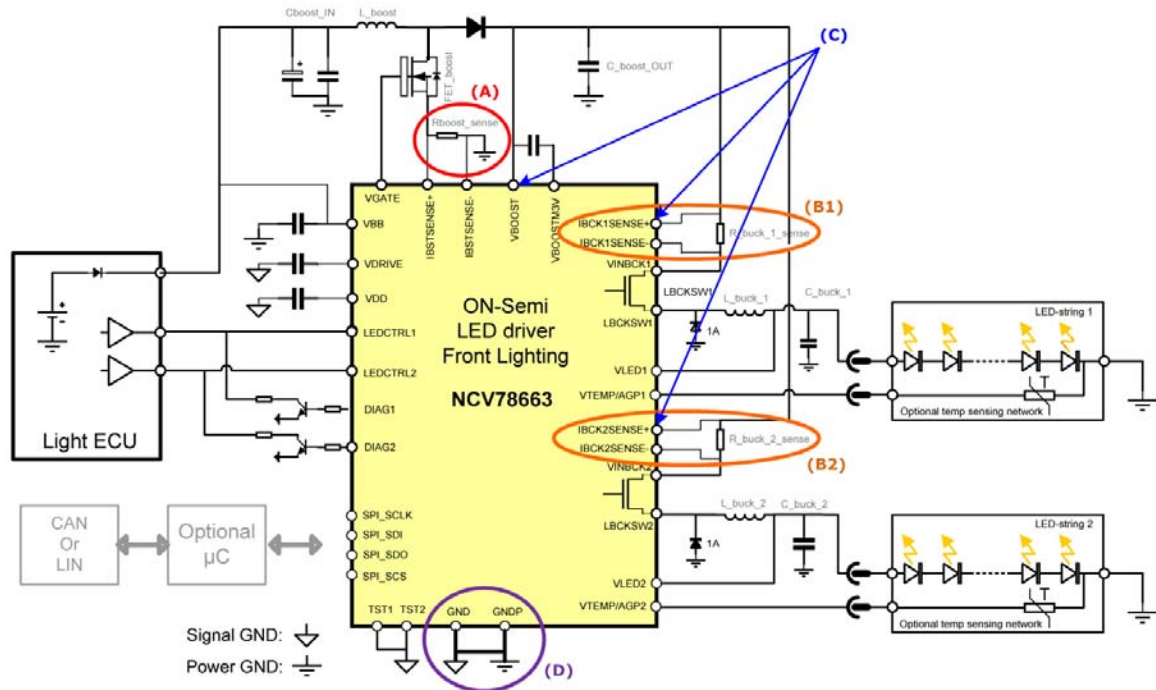 Cboost_IN
L_boost
(C)
C_boost_OUT
FET_boost
(A)
Rboost_sense
VGATE
IBSTSENSE+
IBSTSENSE-
VBOOST
VBOOSTM3V
(B1)
IBCK1SENSE+
R_buck_1_sense
IBCK1SENSE-
VBB
VDRIVE
VINBCK1
VDD
LBCKSW1
L_buck_1
C_buck_1
ON-Semi
LED driver
Front Lighting
NCV78663
LBCKSW1
1A
LED-string 1
LEDCTRL1
LEDCTRL2
VLED1
T
VTEMP/AGP1
Optional temp sensing network
DIAG1
DIAG2
Light ECU
IBCK2SENSE+
R_buck_2_sense
IBCK2SENSE-
(B2)
VINBCK2
L_buck_2
C_buck_2
LBCKSW2
1A
LED-string 2
CAN
Or
LIN
Optional
µC
SPI_SCLK
SPI_SDI
SPI_SDO
SPI_SCS
VLED2
T
VTEMP/AGP2
Optional temp sensing network
TST1
TST2
GND
GNDP
(D)
Signal GND:
Power GND: